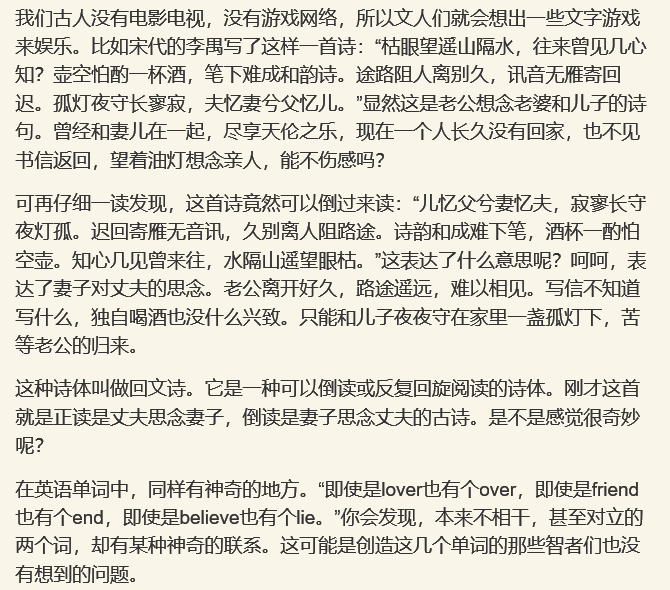 我们古人没有电影电视，没有游戏网络，所以文人们就会想出一些文字游戏
来娱乐。比如宋代的李禺写了这样一首诗：“枯眼望遥山隔水，往来曾见几心
知？壶空怕酌一杯酒，笔下难成和韵诗。途路阻人离别久，讯音无雁寄回
迟。孤灯夜守长寥寂，夫忆妻兮父忆儿。”显然这是老公想念老婆和儿子的诗
句。曾经和妻儿在一起，尽享天伦之乐，现在一个人长久没有回家，也不见
书信返回，望着油灯想念亲人，能不伤感吗？
可再仔细一读发现，这首诗竟然可以倒过来读：“儿忆父兮妻忆夫，寂寥长守
夜灯孤。迟回寄雁无音讯，久别离人阻路途。诗韵和成难下笔，酒杯一酌怕
空壶。知心几见曾来往，水隔山遥望眼枯。”这表达了什么意思呢？呵呵，表
达了妻子对丈夫的思念。老公离开好久，路途遥远，难以相见。写信不知道
写什么，独自喝酒也没什么兴致。只能和儿子夜夜守在家里一盏孤灯下，苦
等老公的归来。
这种诗体叫做回文诗。它是一种可以倒读或反复回旋阅读的诗体。刚才这首
就是正读是丈夫思念妻子，倒读是妻子思念丈夫的古诗。是不是感觉很奇妙
呢？
在英语单词中，同样有神奇的地方。“即使是lover也有个over，即使是friend
也有个end，即使是believe也有个lie。”你会发现，本来不相干，甚至对立的
两个词，却有某种神奇的联系。这可能是创造这几个单词的那些智者们也没
有想到的问题。